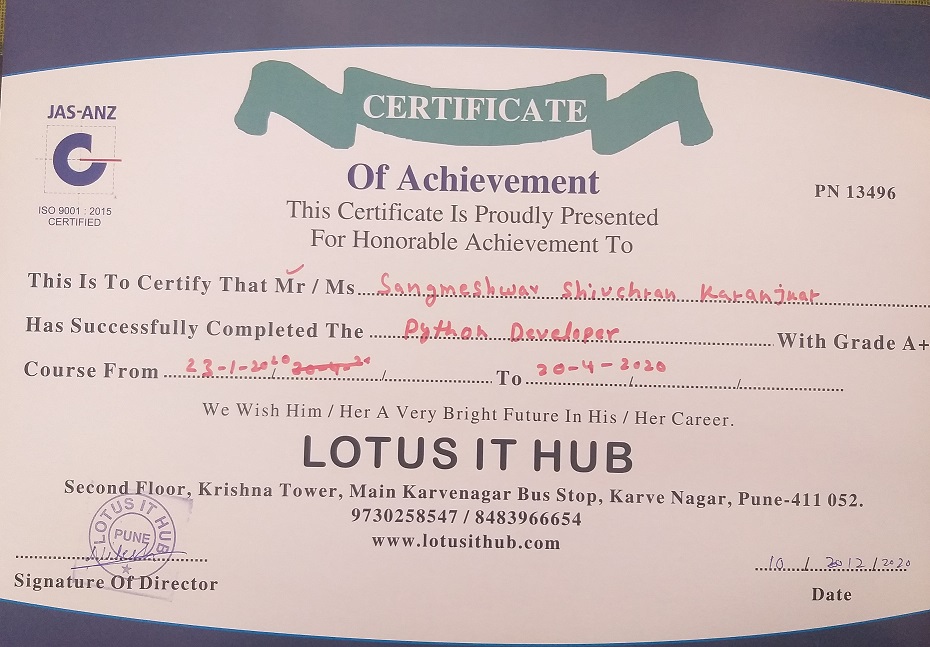 CERTIFICATE
JAS-ANZ
ISO 9001 : 2015
CERTIFIED
Of Achievement
PN 13496
This Certificate Is Proudly Presented
For Honorable Achievement To
This Is To Certify That Mr / Ms Sangmeshwar Shivchran Karanjkar
Has Successfully Completed The Python Developer With Grade A+
Course From 23-1-2020 To 20-4-2020
We Wish Him / Her A Very Bright Future In His / Her Career.
LOTUS IT HUB
Second Floor, Krishna Tower, Main Karvenagar Bus Stop, Karve Nagar, Pune-411 052.
9730258547 / 8483966654
www.lotusithub.com
LOTUS IT HUB
PUNE
10 / 12 / 2020
Signature Of Director
Date